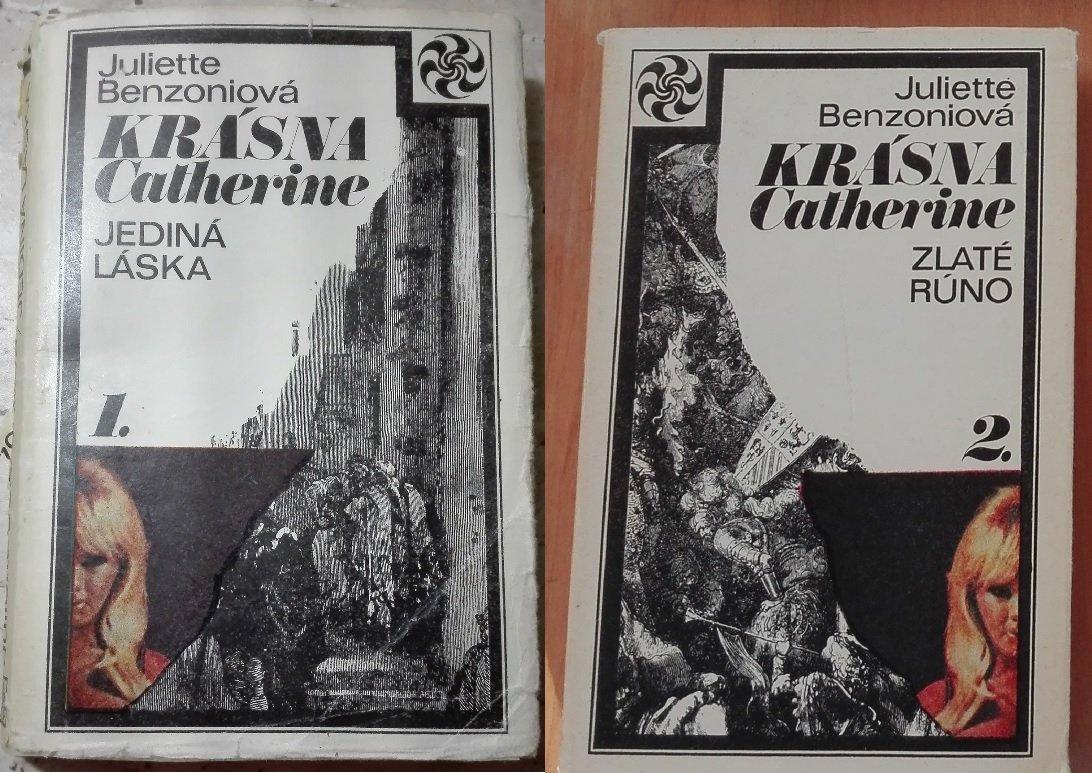 Juliette
Benzoniová
KRÁSNA
Catherine
JEDINÁ
LÁSKA
1.
Juliette
Benzoniová
KRÁSNA
Catherine
ZLATÉ
RÚNO
2.